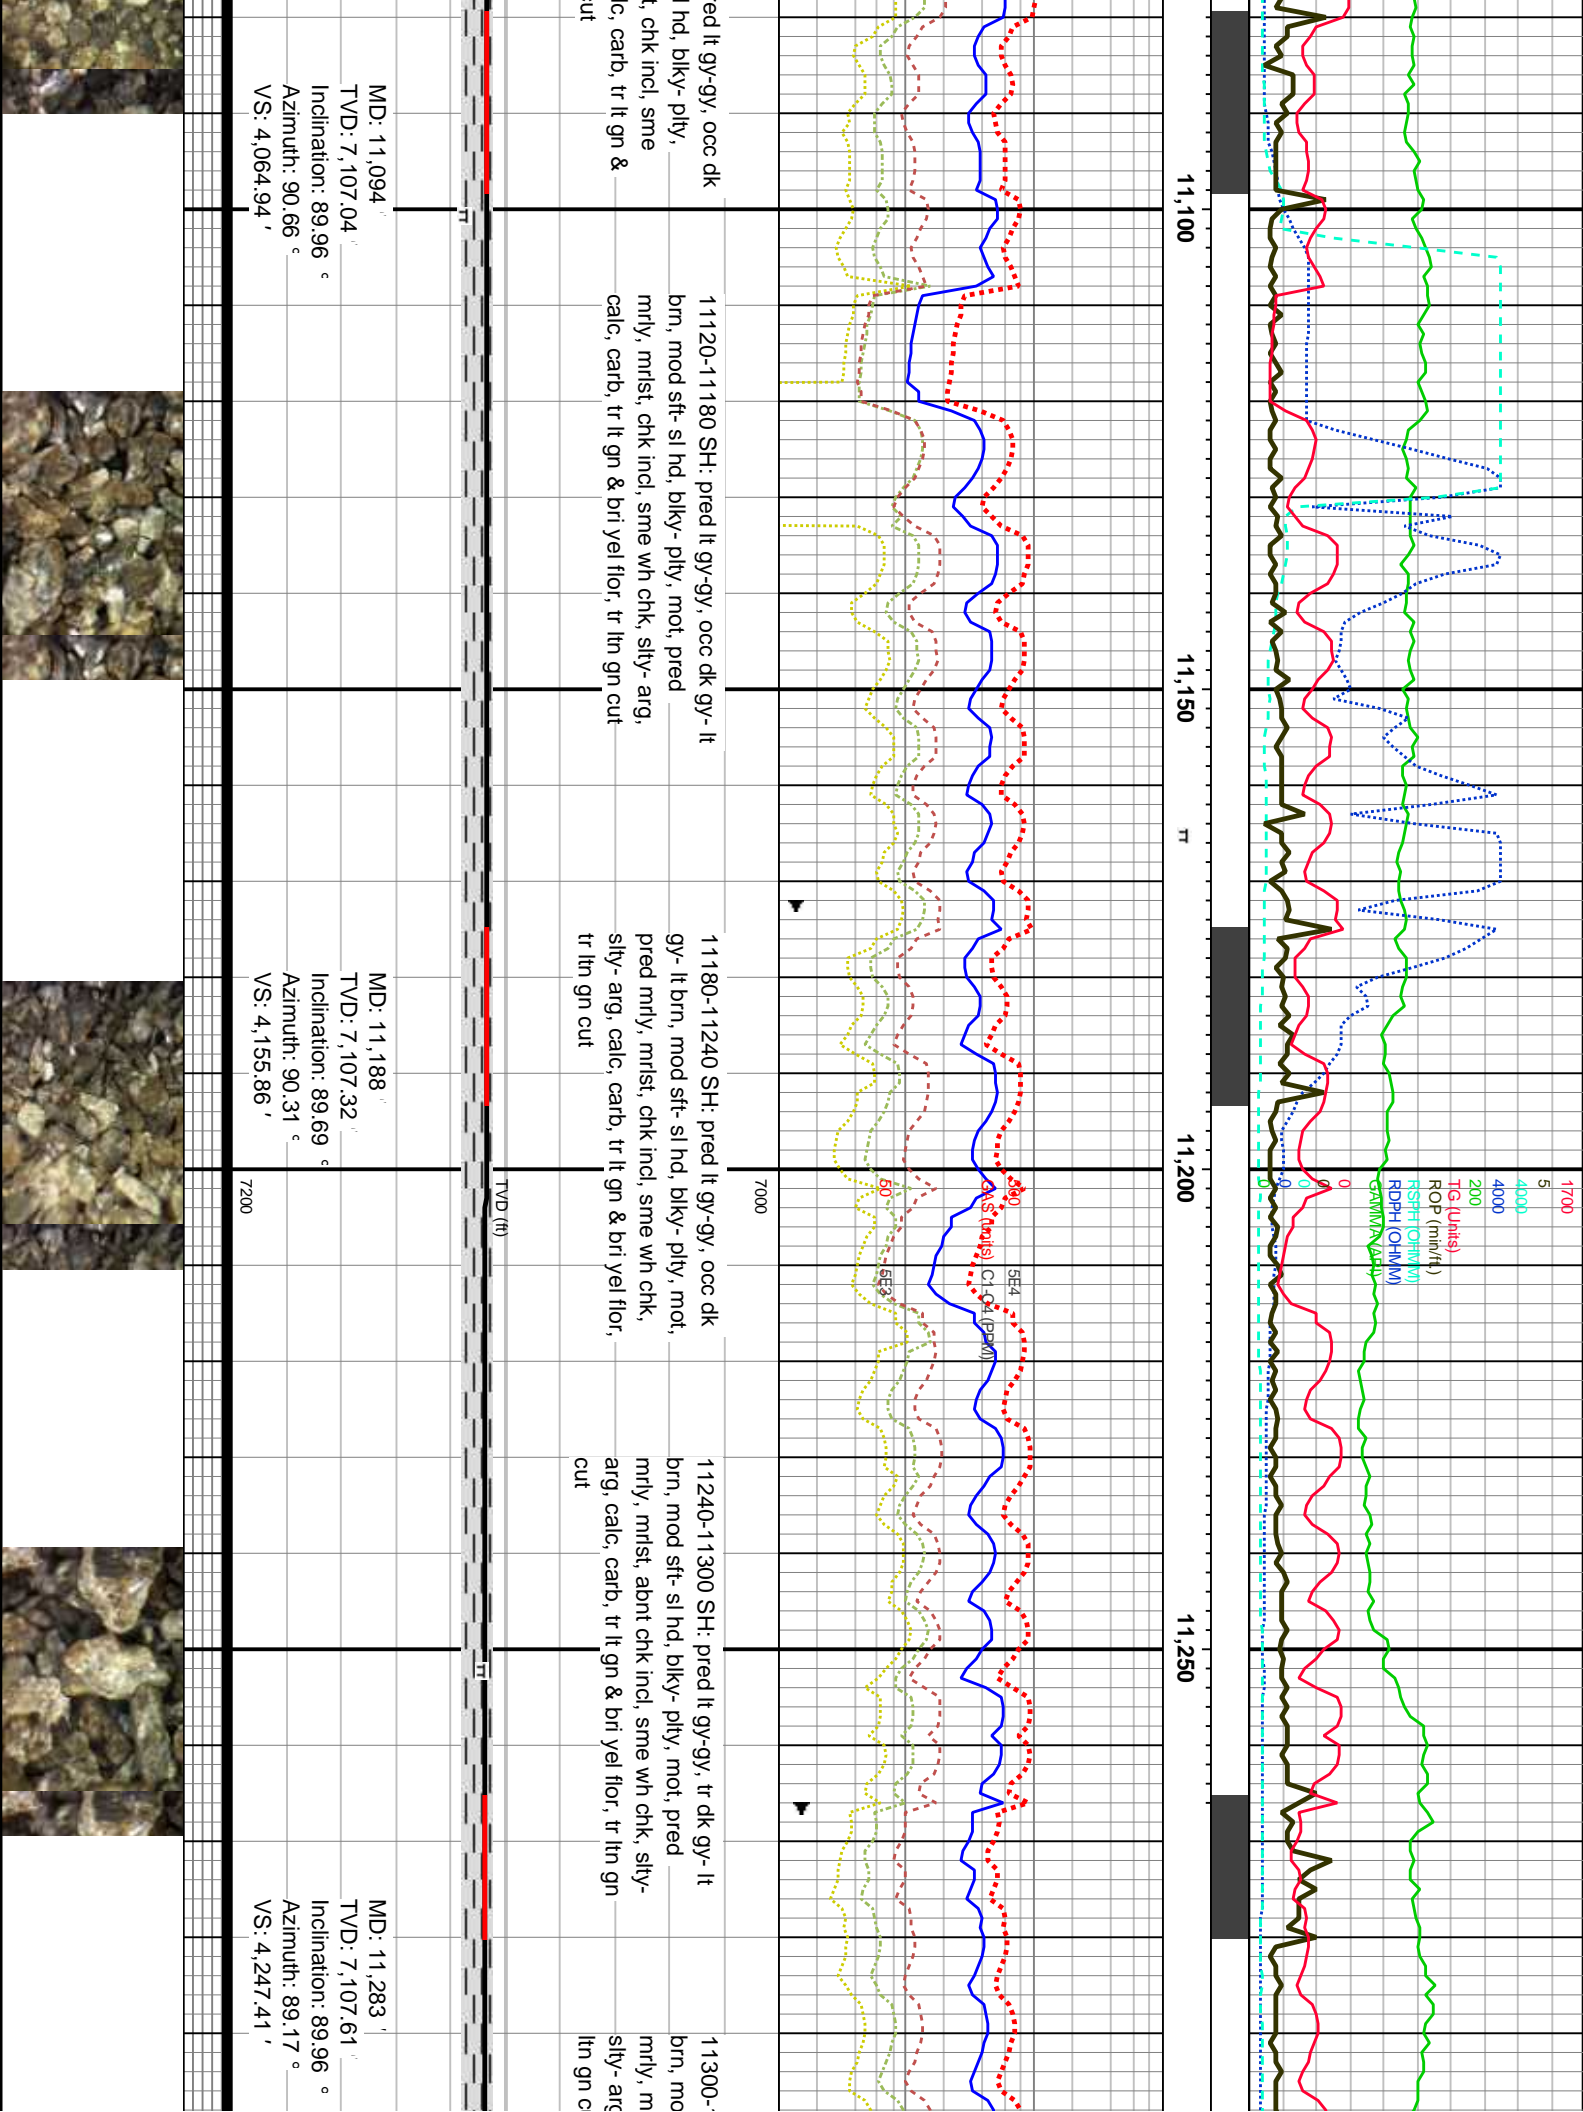 ed lt gy-gy, occ dk
l hd, blky- plty,
t, chk incl, sme
lc, carb, tr lt gn &
cut
MD: 11,094 '
TVD: 7,107.04 '
Inclination: 89.96 °
Azimuth: 90.66 °
VS: 4,064.94 '
TT
11,100
11120-11180 SH: pred lt gy-gy, occ dk gy- lt
brn, mod sft- sl hd, blky- plty, mot, pred
mrly, mrlst, chk incl, sme wh chk, slty- arg,
calc, carb, tr lt gn & bri yel flor, tr ltn gn cut
11,150
TT
11180-11240 SH: pred lt gy-gy, occ dk
gy- lt brn, mod sft- sl hd, blky- plty, mot,
pred mrly, mrlst, chk incl, sme wh chk,
slty- arg, calc, carb, tr lt gn & bri yel flor,
tr ltn gn cut
MD: 11,188 '
TVD: 7,107.32 '
Inclination: 89.69 °
Azimuth: 90.31 °
VS: 4,155.86 '
11,200
1700
TG (Units)
0
5
ROP (min/ft)
0
4000
RSPH (OHMM)
0
4000
RDPH (OHMM)
0
200
GAMMA (API)
0
500
GAS (units)
50
5E4
C1-C4 (PPM)
5E3
7000
TVD (ft)
7200
11240-11300 SH: pred lt gy-gy, tr dk gy- lt
brn, mod sft- sl hd, blky- plty, mot, pred
mrly, mrlst, abnt chk incl, sme wh chk, slty-
arg, calc, carb, tr lt gn & bri yel flor, tr ltn gn
cut
11,250
TT
MD: 11,283 '
TVD: 7,107.61 '
Inclination: 89.96 °
Azimuth: 89.17 °
VS: 4,247.41 '
11300-
brn, mo
mrly, m
slty- arg
ltn gn c